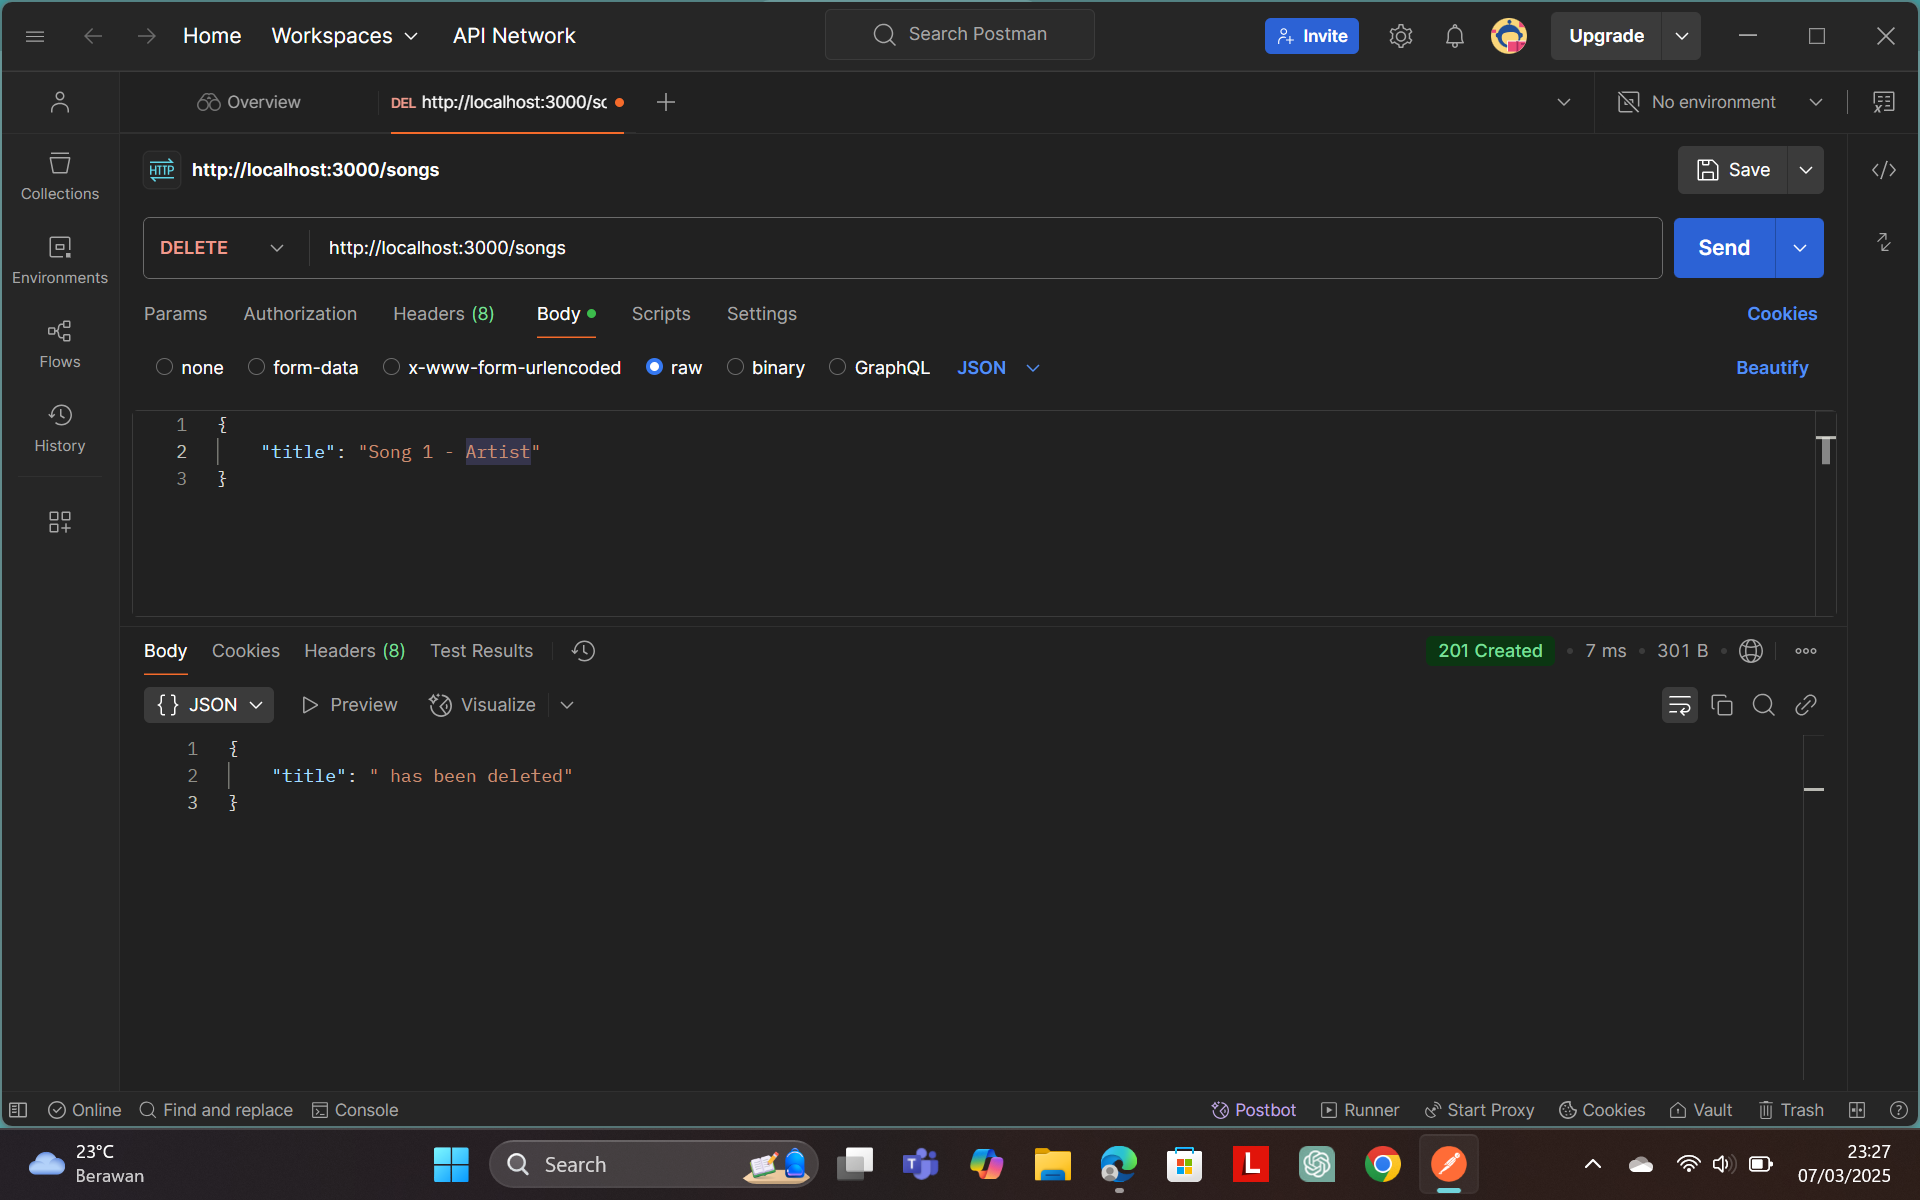 Home Workspaces API Network Search Postman Invite Upgrade
Overview DEL http://localhost:3000/sc No environment
HTTP http://localhost:3000/songs Save
Collections
DELETE http://localhost:3000/songs Send
Environments
Params Authorization Headers (8) Body Scripts Settings Cookies
Flows
none form-data x-www-form-urlencoded raw binary GraphQL JSON Beautify
History
1 {
2 "title": "Song 1 - Artist"
3 }
Body Cookies Headers (8) Test Results 201 Created • 7 ms • 301 B •
{} JSON Preview Visualize
1 {
2 "title": " has been deleted"
3 }
Online Find and replace Console Postbot Runner Start Proxy Cookies Vault Trash
23°C
Berawan
Search
L
23:27
07/03/2025